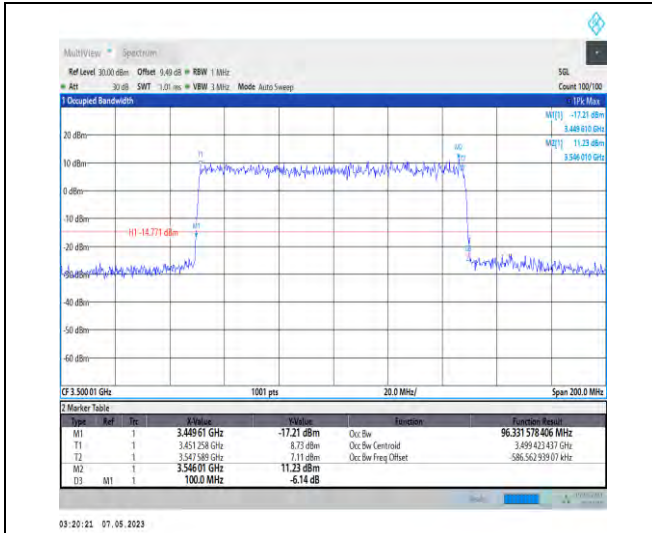 MultiView Spectrum
Ref Level 30.00 dBm Offset 9.49 dB RBW 1 MHz SGL
Att 30 dB SWT 1.01 ms VBW 3 MHz Mode Auto Sweep Count 100/100
1 Occupied Bandwidth 1Pk Max
M1[1] -17.21 dBm
3.449 610 GHz
M2[1] 11.23 dBm
3.546 010 GHz
20 dBm
10 dBm
0 dBm
-10 dBm
H1 -14.771 dBm
-20 dBm
-30 dBm
-40 dBm
-50 dBm
-60 dBm
T1
M2
T2
M1
CF 3.500 01 GHz 1001 pts 20.0 MHz/ Span 200.0 MHz
2 Marker Table
Type Ref Trc X-Value Y-Value Function Function Result
M1 1 3.449 61 GHz -17.21 dBm Occ Bw 96.331 578 406 MHz
T1 1 3.451 258 GHz 8.73 dBm Occ Bw Centroid 3.499 423 437 GHz
T2 1 3.547 589 GHz 7.11 dBm Occ Bw Freq Offset -586.562 939 07 kHz
M2 1 3.546 01 GHz 11.23 dBm
D3 M1 1 100.0 MHz -6.14 dB
03:20:21 07.05.2023